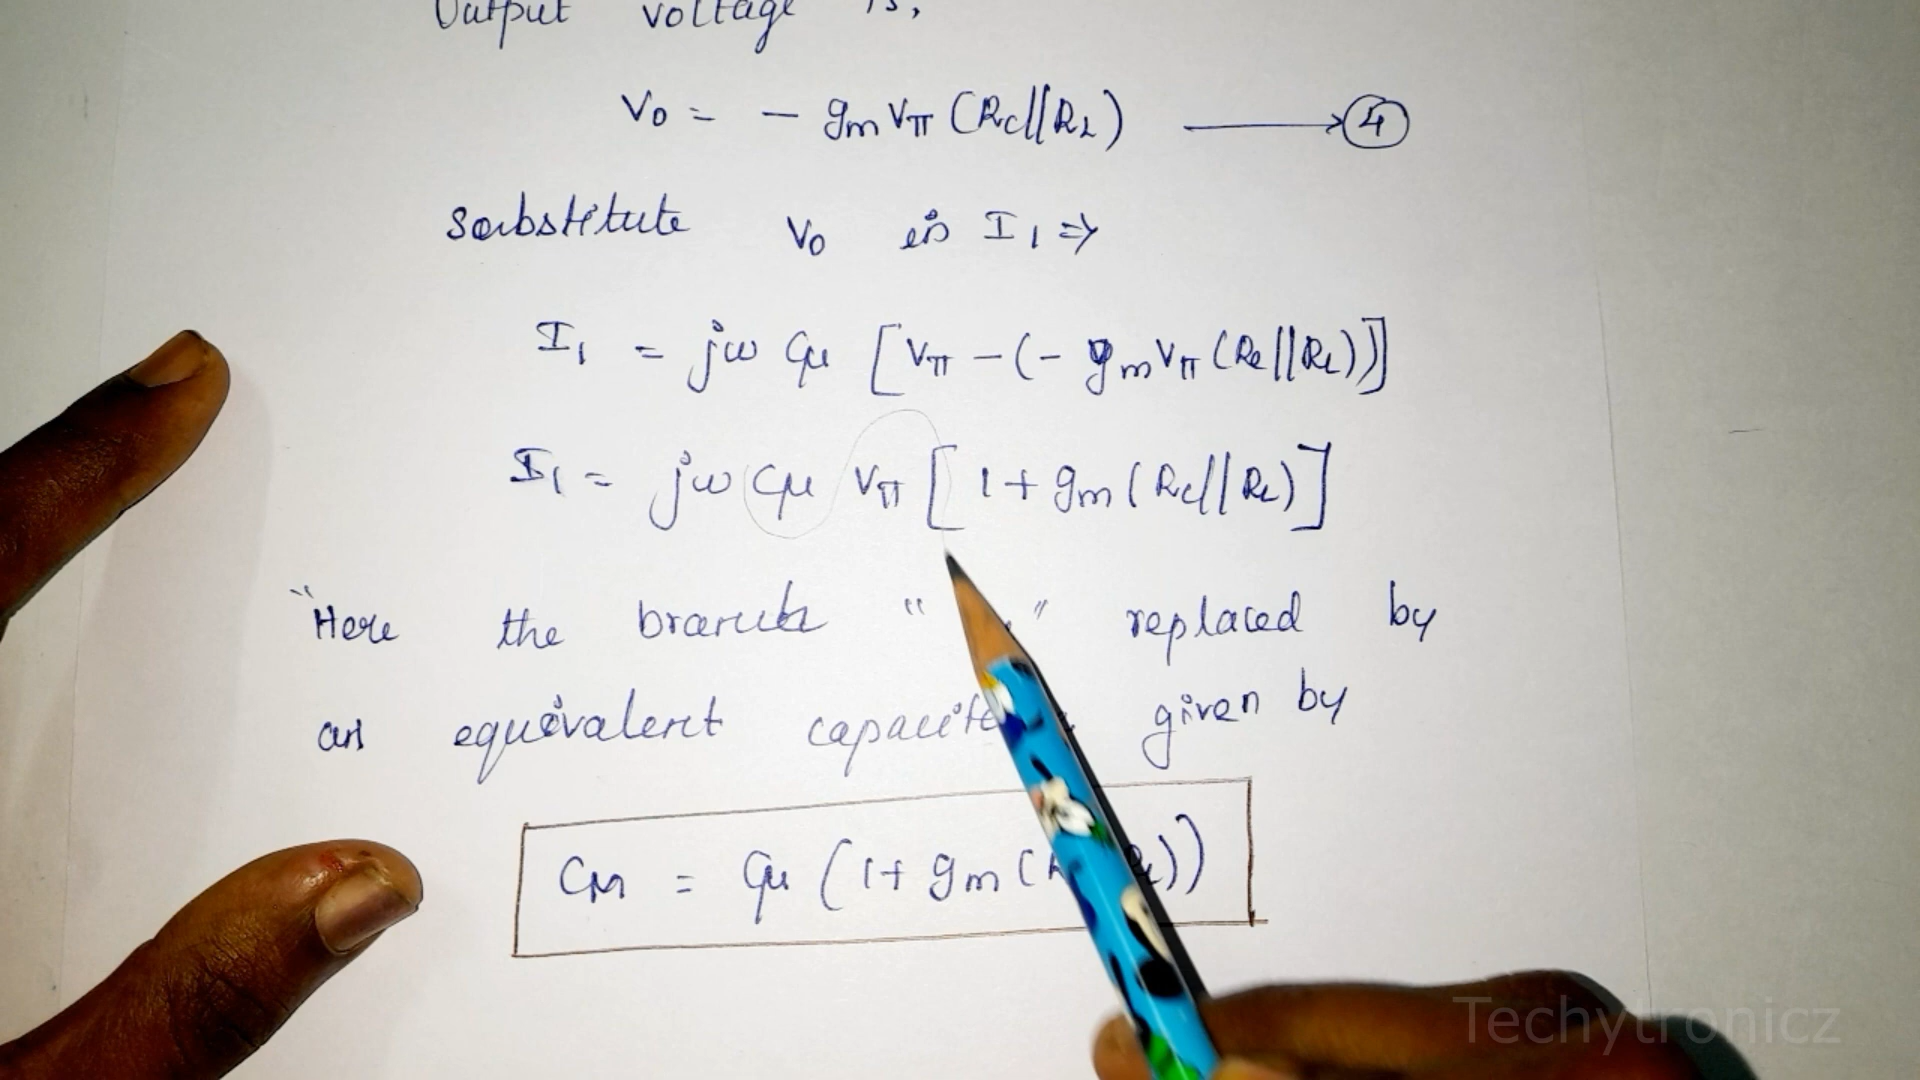 Output voltage is,
V0 = - gm Vπ (Rc||RL) → 4
Substitute V0 in I1 ⇒
I1 = jω Cμ [Vπ - (- gm Vπ (Rc||RL))]
I1 = jω Cμ Vπ [1 + gm (Rc||RL)]
"Here the branch " " replaced by
an equivalent given by
CM = Cμ (1 + gm (
Techytronicz